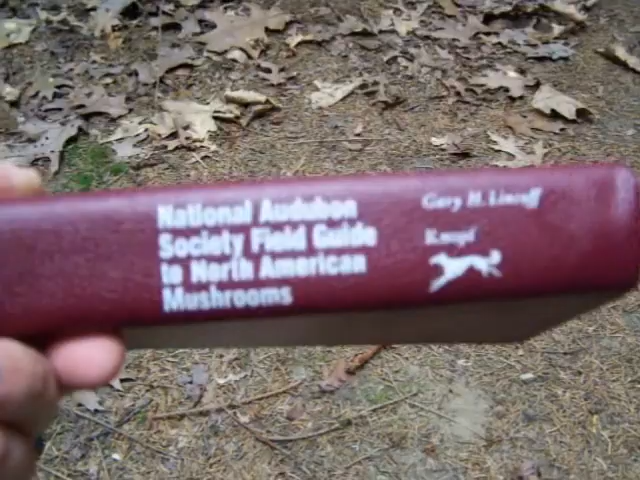 National Audubon
Society Field Guide
to North American
Mushrooms
Gary H. Lincoff
Knopf